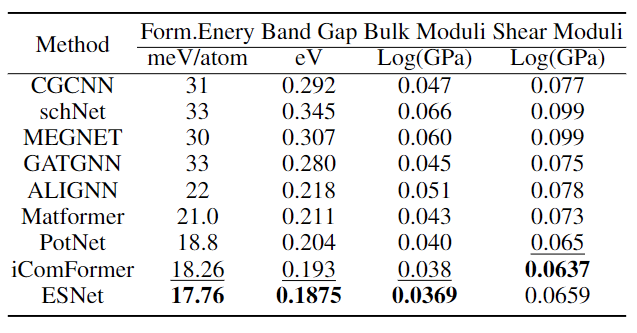 Method Form.Enery Band Gap Bulk Moduli Shear Moduli
meV/atom eV Log(GPa) Log(GPa)
CGCNN 31 0.292 0.047 0.077
schNet 33 0.345 0.066 0.099
MEGNET 30 0.307 0.060 0.099
GATGNN 33 0.280 0.045 0.075
ALIGNN 22 0.218 0.051 0.078
Matformer 21.0 0.211 0.043 0.073
PotNet 18.8 0.204 0.040 0.065
iComFormer 18.26 0.193 0.038 0.0637
ESNet 17.76 0.1875 0.0369 0.0659